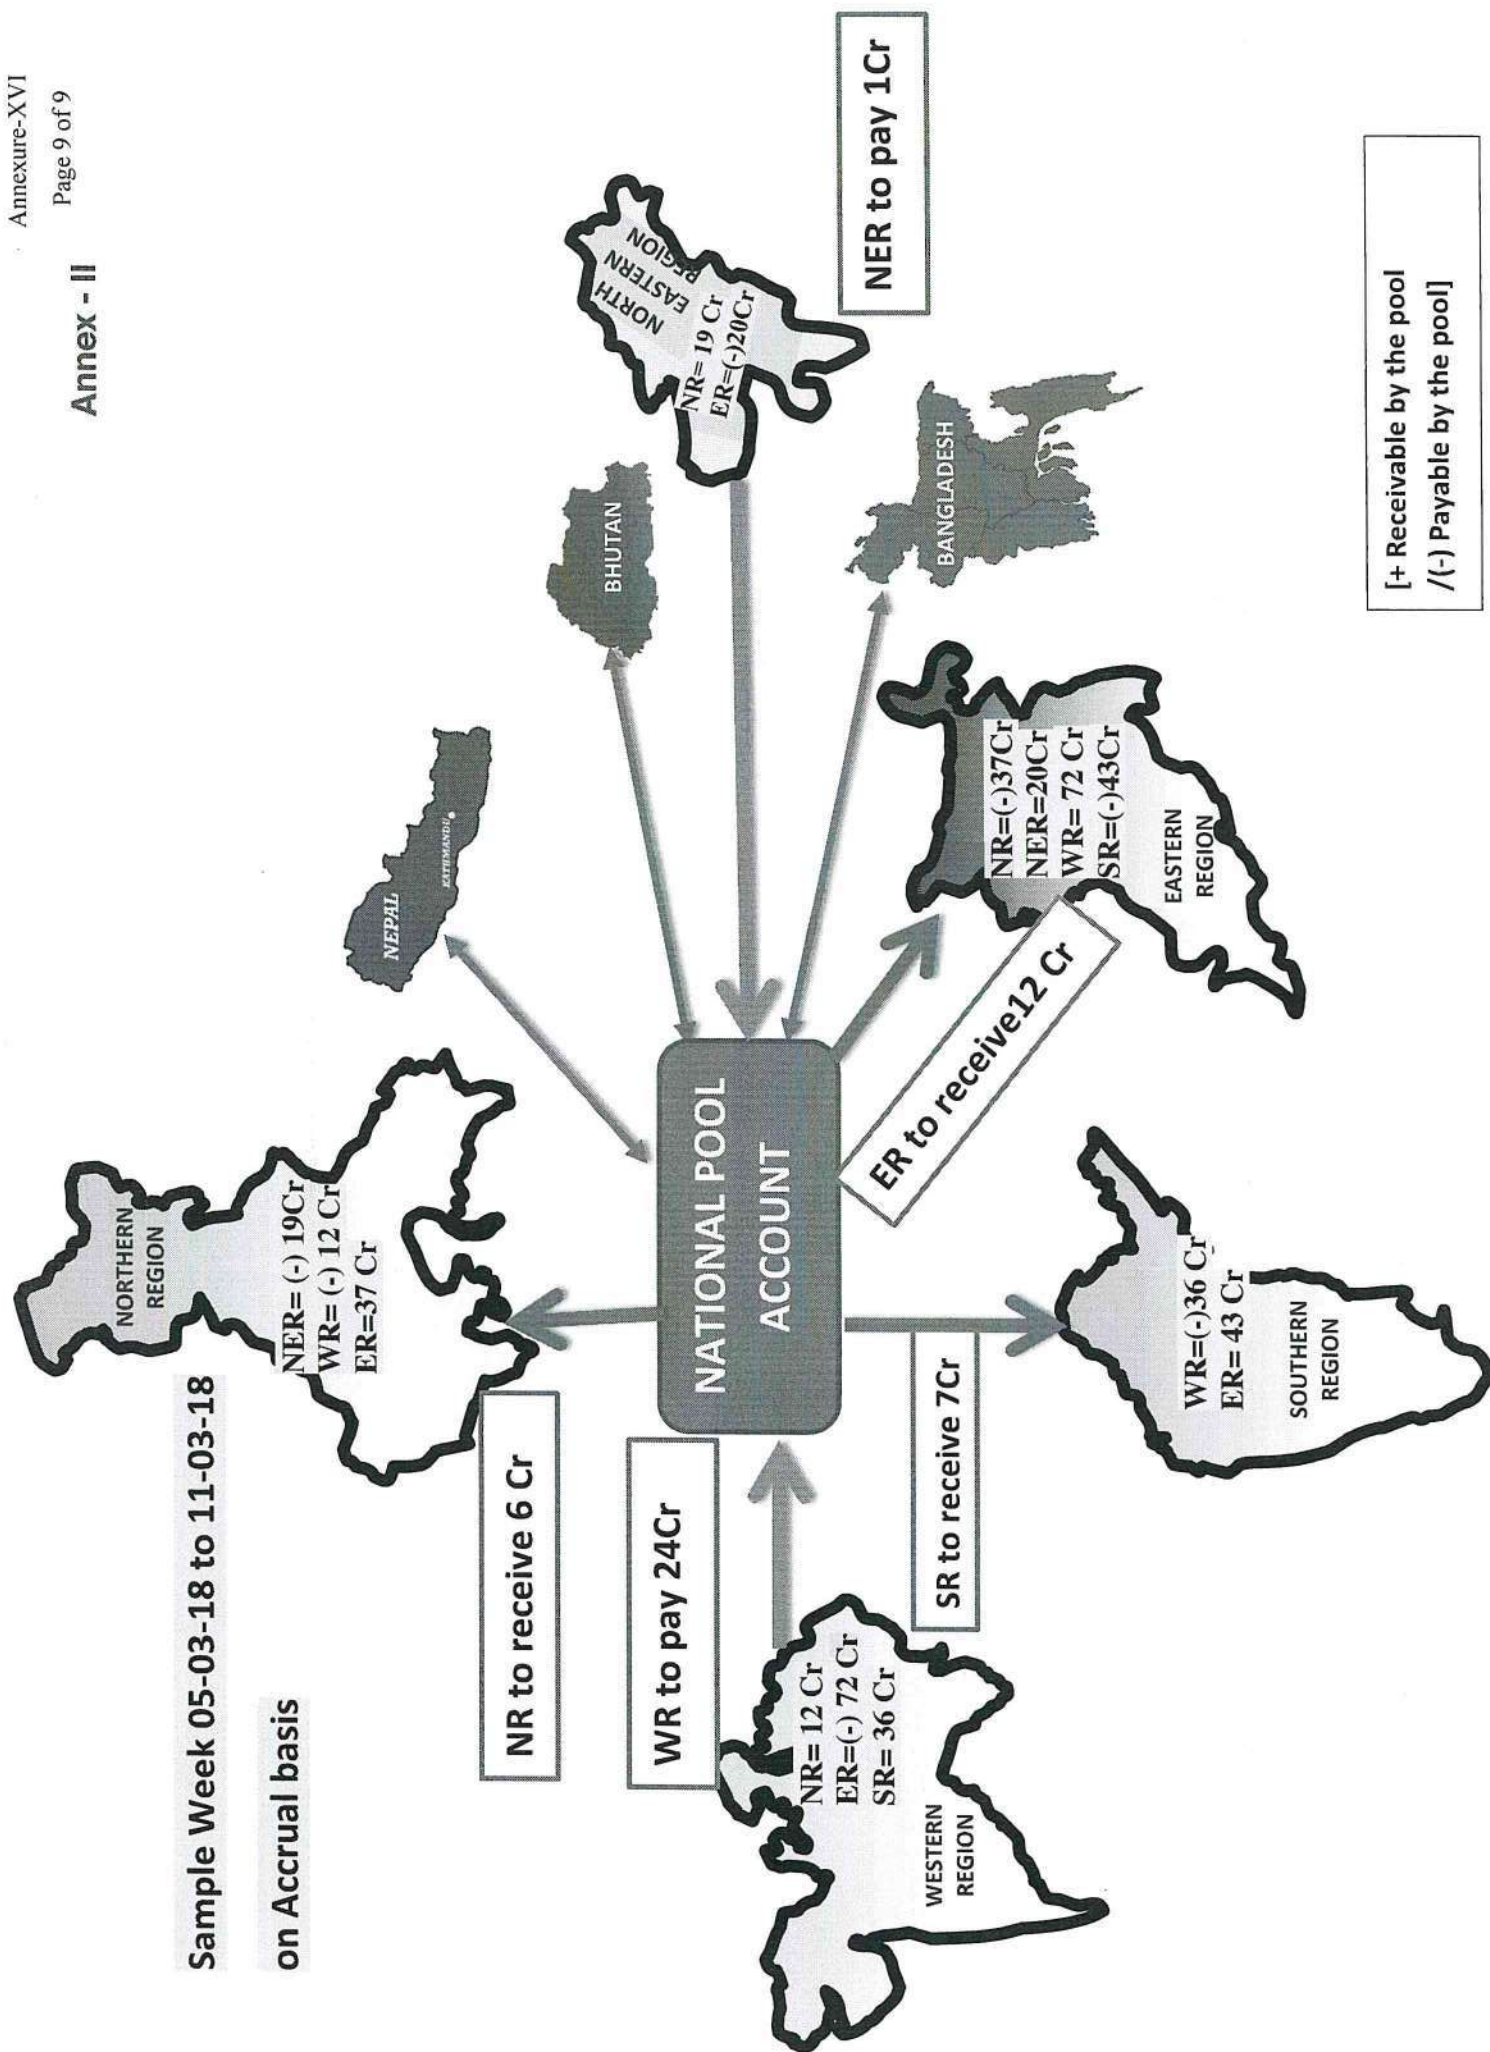 Annexure-XVI
Page 9 of 9
Annex - II
Sample Week 05-03-18 to 11-03-18
on Accrual basis
NORTHERN
REGION
NER= (-) 19Cr
WR= (-) 12 Cr
ER=37 Cr
NEPAL
KATHMANDU
BHUTAN
NORTH
EASTERN
REGION
NR= 19 Cr
ER=(-)20Cr
NER to pay 1Cr
NR to receive 6 Cr
WR to pay 24Cr
NATIONAL POOL
ACCOUNT
BANGLADESH
NR= 12 Cr
ER=(-) 72 Cr
SR= 36 Cr
WESTERN
REGION
SR to receive 7Cr
ER to receive12 Cr
NR=(-)37Cr
NER=20Cr
WR= 72 Cr
SR=(-)43Cr
EASTERN
REGION
WR=(-)36 Cr
ER= 43 Cr
SOUTHERN
REGION
[+ Receivable by the pool
/(-) Payable by the pool]